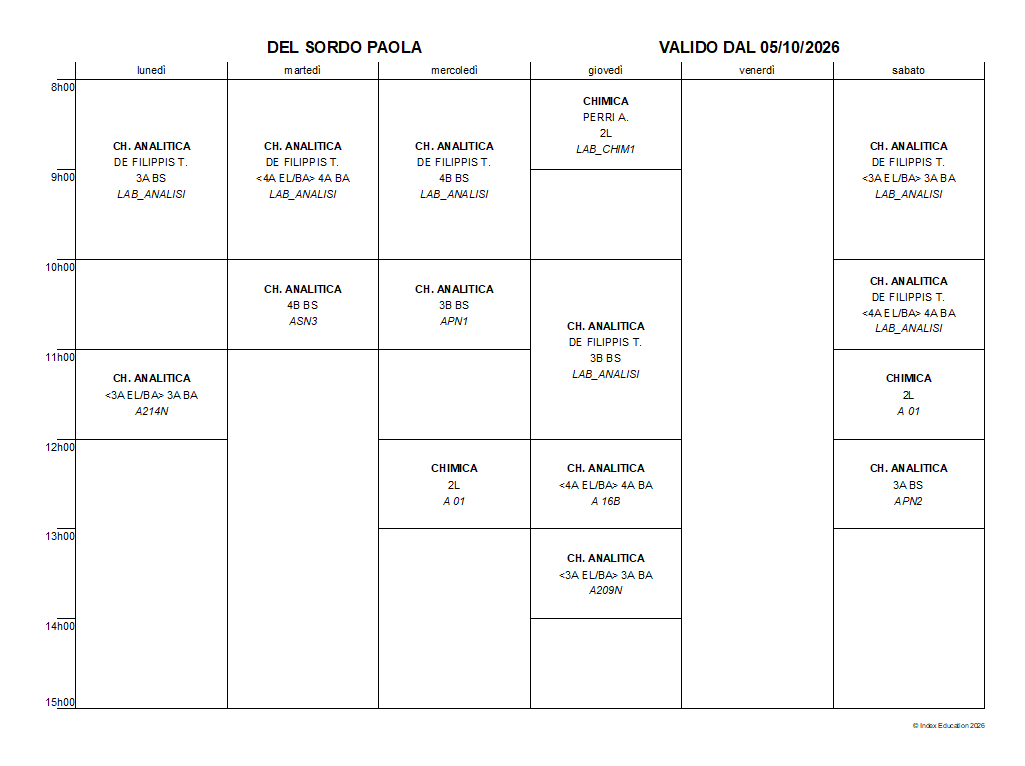 DEL SORDO PAOLA
VALIDO DAL 05/10/2026
lunedì
martedì
mercoledì
giovedì
venerdì
sabato
8h00
9h00
10h00
11h00
12h00
13h00
14h00
15h00
CH. ANALITICA
DE FILIPPIS T.
3A BS
LAB_ANALISI
CH. ANALITICA
<3A EL/BA> 3A BA
A214N
CH. ANALITICA
DE FILIPPIS T.
<4A EL/BA> 4A BA
LAB_ANALISI
CH. ANALITICA
4B BS
ASN3
CH. ANALITICA
DE FILIPPIS T.
4B BS
LAB_ANALISI
CH. ANALITICA
3B BS
APN1
CHIMICA
2L
A 01
CHIMICA
PERRI A.
2L
LAB_CHIM1
CH. ANALITICA
DE FILIPPIS T.
3B BS
LAB_ANALISI
CH. ANALITICA
<4A EL/BA> 4A BA
A 16B
CH. ANALITICA
<3A EL/BA> 3A BA
A209N
CH. ANALITICA
DE FILIPPIS T.
<3A EL/BA> 3A BA
LAB_ANALISI
CH. ANALITICA
DE FILIPPIS T.
<4A EL/BA> 4A BA
LAB_ANALISI
CHIMICA
2L
A 01
CH. ANALITICA
3A BS
APN2
© Index Education 2026